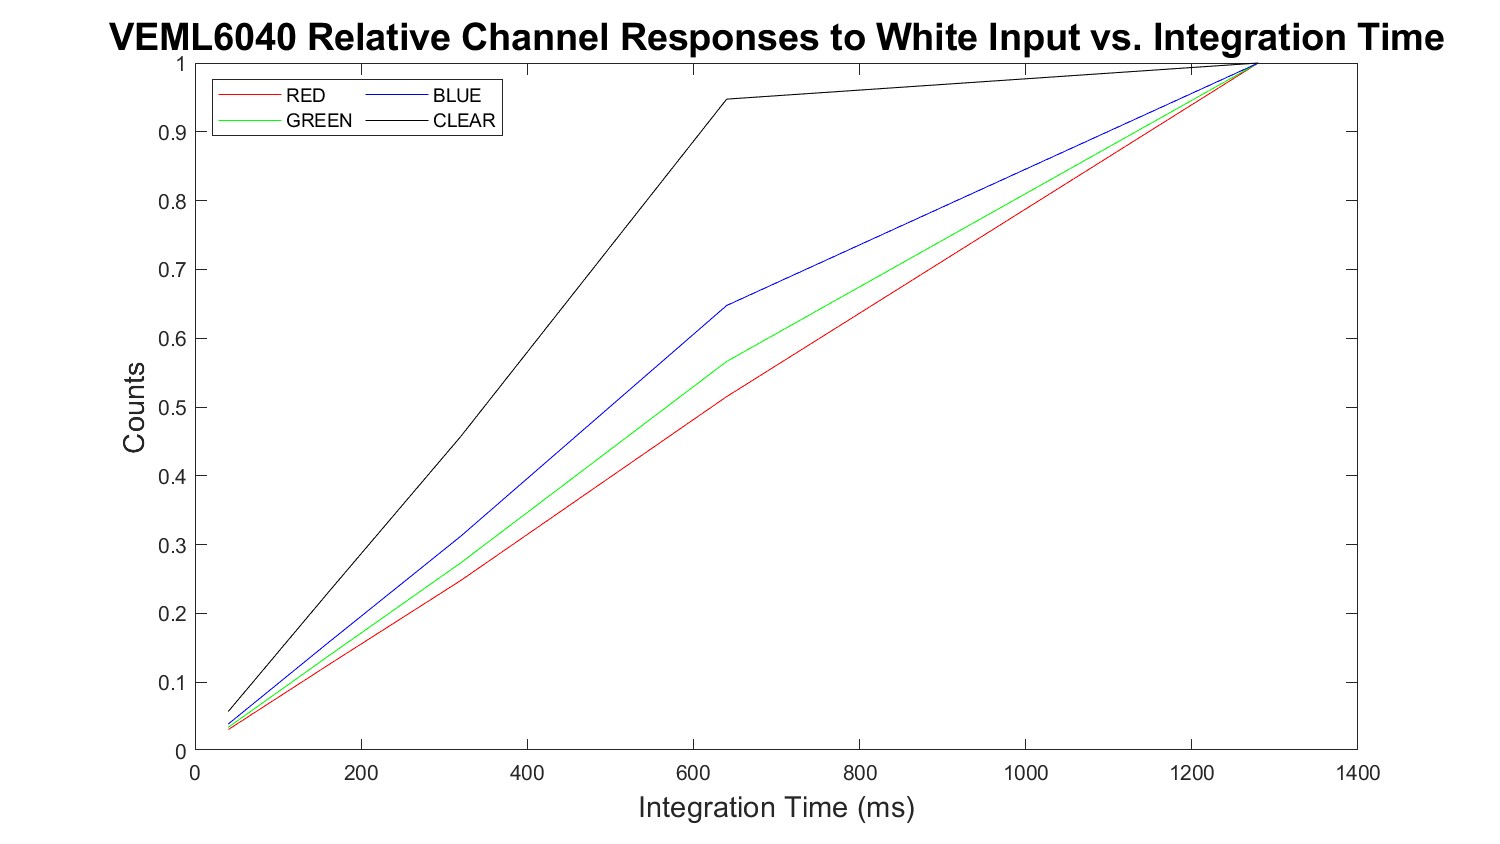 VEML6040 Relative Channel Responses to White Input vs. Integration Time
RED BLUE
GREEN CLEAR
1
0.9
0.8
0.7
0.6
0.5
0.4
0.3
0.2
0.1
0
Counts
0 200 400 600 800 1000 1200 1400
Integration Time (ms)